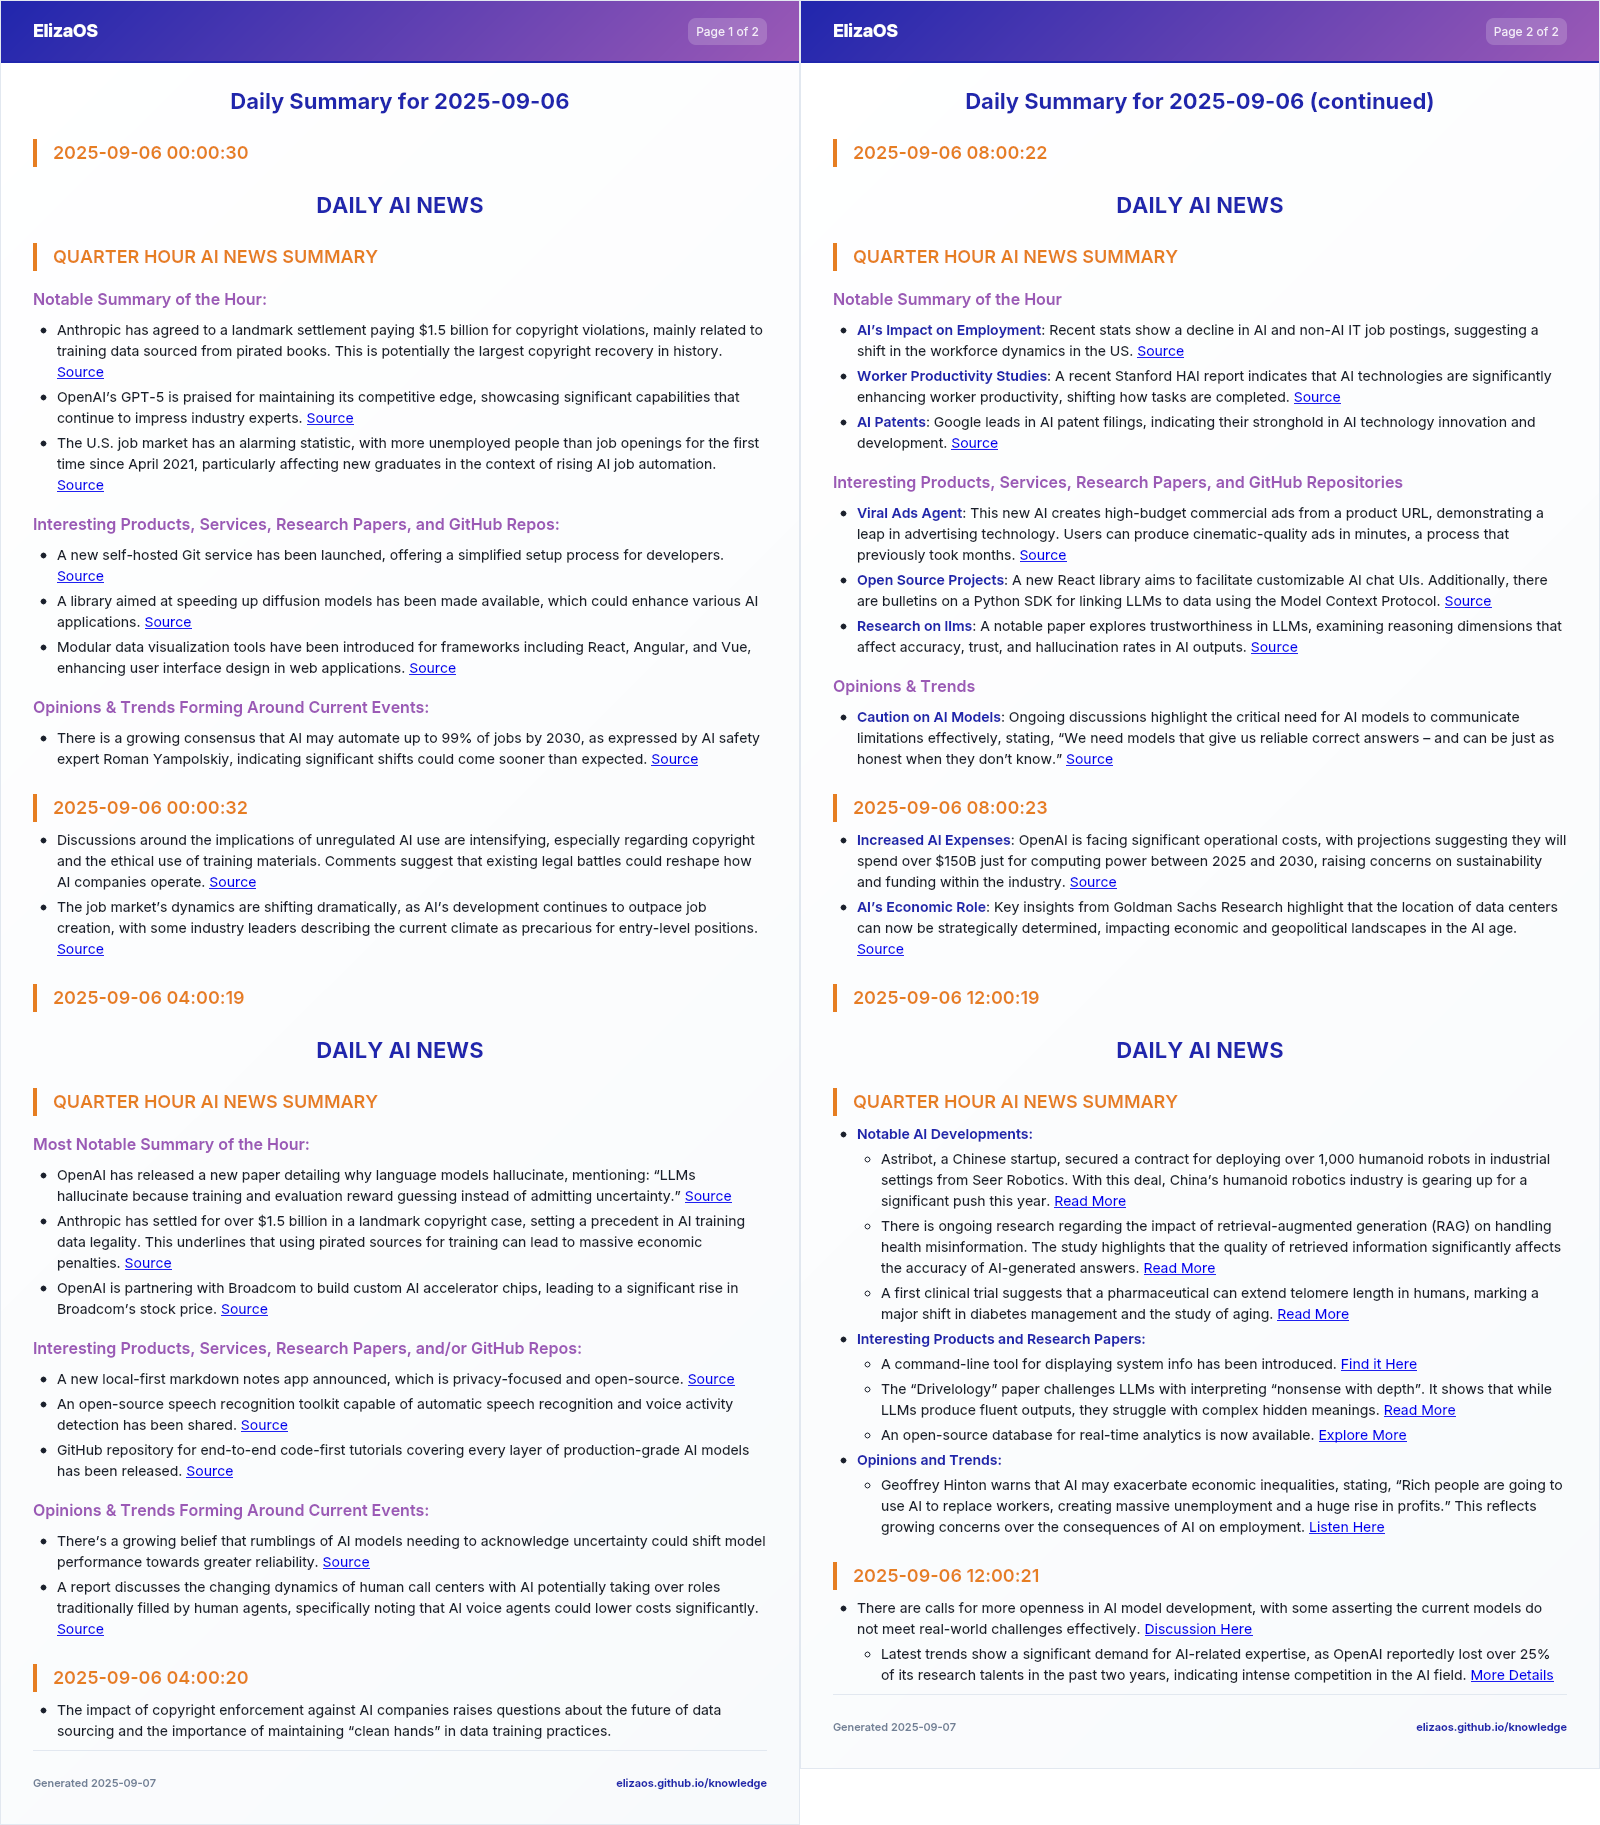 ElizaOS
Page 1 of 2
Daily Summary for 2025-09-06
2025-09-06 00:00:30
DAILY AI NEWS
QUARTER HOUR AI NEWS SUMMARY
Notable Summary of the Hour:
Anthropic has agreed to a landmark settlement paying $1.5 billion for copyright violations, mainly related to
training data sourced from pirated books. This is potentially the largest copyright recovery in history.
Source
OpenAI's GPT-5 is praised for maintaining its competitive edge, showcasing significant capabilities that
continue to impress industry experts. Source
The U.S. job market has an alarming statistic, with more unemployed people than job openings for the first
time since April 2021, particularly affecting new graduates in the context of rising AI job automation.
Source
Interesting Products, Services, Research Papers, and GitHub Repos:
A new self-hosted Git service has been launched, offering a simplified setup process for developers.
Source
A library aimed at speeding up diffusion models has been made available, which could enhance various AI
applications. Source
Modular data visualization tools have been introduced for frameworks including React, Angular, and Vue,
enhancing user interface design in web applications. Source
Opinions & Trends Forming Around Current Events:
There is a growing consensus that AI may automate up to 99% of jobs by 2030, as expressed by AI safety
expert Roman Yampolskiy, indicating significant shifts could come sooner than expected. Source
2025-09-06 00:00:32
Discussions around the implications of unregulated AI use are intensifying, especially regarding copyright
and the ethical use of training materials. Comments suggest that existing legal battles could reshape how
AI companies operate. Source
The job market's dynamics are shifting dramatically, as AI's development continues to outpace job
creation, with some industry leaders describing the current climate as precarious for entry-level positions.
Source
2025-09-06 04:00:19
DAILY AI NEWS
QUARTER HOUR AI NEWS SUMMARY
Most Notable Summary of the Hour:
OpenAI has released a new paper detailing why language models hallucinate, mentioning: “LLMs
hallucinate because training and evaluation reward guessing instead of admitting uncertainty.” Source
Anthropic has settled for over $1.5 billion in a landmark copyright case, setting a precedent in AI training
data legality. This underlines that using pirated sources for training can lead to massive economic
penalties. Source
OpenAI is partnering with Broadcom to build custom AI accelerator chips, leading to a significant rise in
Broadcom's stock price. Source
Interesting Products, Services, Research Papers, and/or GitHub Repos:
A new local-first markdown notes app announced, which is privacy-focused and open-source. Source
An open-source speech recognition toolkit capable of automatic speech recognition and voice activity
detection has been shared. Source
GitHub repository for end-to-end code-first tutorials covering every layer of production-grade AI models
has been released. Source
Opinions & Trends Forming Around Current Events:
There's a growing belief that rumblings of AI models needing to acknowledge uncertainty could shift model
performance towards greater reliability. Source
A report discusses the changing dynamics of human call centers with AI potentially taking over roles
traditionally filled by human agents, specifically noting that AI voice agents could lower costs significantly.
Source
2025-09-06 04:00:20
The impact of copyright enforcement against AI companies raises questions about the future of data
sourcing and the importance of maintaining “clean hands” in data training practices.
Generated 2025-09-07
elizaos.github.io/knowledge
ElizaOS
Page 2 of 2
Daily Summary for 2025-09-06 (continued)
2025-09-06 08:00:22
DAILY AI NEWS
QUARTER HOUR AI NEWS SUMMARY
Notable Summary of the Hour
AI's Impact on Employment: Recent stats show a decline in AI and non-AI IT job postings, suggesting a
shift in the workforce dynamics in the US. Source
Worker Productivity Studies: A recent Stanford HAI report indicates that AI technologies are significantly
enhancing worker productivity, shifting how tasks are completed. Source
AI Patents: Google leads in AI patent filings, indicating their stronghold in AI technology innovation and
development. Source
Interesting Products, Services, Research Papers, and GitHub Repositories
Viral Ads Agent: This new AI creates high-budget commercial ads from a product URL, demonstrating a
leap in advertising technology. Users can produce cinematic-quality ads in minutes, a process that
previously took months. Source
Open Source Projects: A new React library aims to facilitate customizable AI chat UIs. Additionally, there
are bulletins on a Python SDK for linking LLMs to data using the Model Context Protocol. Source
Research on llms: A notable paper explores trustworthiness in LLMs, examining reasoning dimensions that
affect accuracy, trust, and hallucination rates in AI outputs. Source
Opinions & Trends
Caution on AI Models: Ongoing discussions highlight the critical need for AI models to communicate
limitations effectively, stating, “We need models that give us reliable correct answers – and can be just as
honest when they don't know.” Source
2025-09-06 08:00:23
Increased AI Expenses: OpenAI is facing significant operational costs, with projections suggesting they will
spend over $150B just for computing power between 2025 and 2030, raising concerns on sustainability
and funding within the industry. Source
AI's Economic Role: Key insights from Goldman Sachs Research highlight that the location of data centers
can now be strategically determined, impacting economic and geopolitical landscapes in the AI age.
Source
2025-09-06 12:00:19
DAILY AI NEWS
QUARTER HOUR AI NEWS SUMMARY
Notable AI Developments:
Astribot, a Chinese startup, secured a contract for deploying over 1,000 humanoid robots in industrial
settings from Seer Robotics. With this deal, China's humanoid robotics industry is gearing up for a
significant push this year. Read More
There is ongoing research regarding the impact of retrieval-augmented generation (RAG) on handling
health misinformation. The study highlights that the quality of retrieved information significantly affects
the accuracy of AI-generated answers. Read More
A first clinical trial suggests that a pharmaceutical can extend telomere length in humans, marking a
major shift in diabetes management and the study of aging. Read More
Interesting Products and Research Papers:
A command-line tool for displaying system info has been introduced. Find it Here
The “Drivelology” paper challenges LLMs with interpreting “nonsense with depth”. It shows that while
LLMs produce fluent outputs, they struggle with complex hidden meanings. Read More
An open-source database for real-time analytics is now available. Explore More
Opinions and Trends:
Geoffrey Hinton warns that AI may exacerbate economic inequalities, stating, “Rich people are going to
use AI to replace workers, creating massive unemployment and a huge rise in profits.” This reflects
growing concerns over the consequences of AI on employment. Listen Here
2025-09-06 12:00:21
There are calls for more openness in AI model development, with some asserting the current models do
not meet real-world challenges effectively. Discussion Here
Latest trends show a significant demand for AI-related expertise, as OpenAI reportedly lost over 25%
of its research talents in the past two years, indicating intense competition in the AI field. More Details
Generated 2025-09-07
elizaos.github.io/knowledge